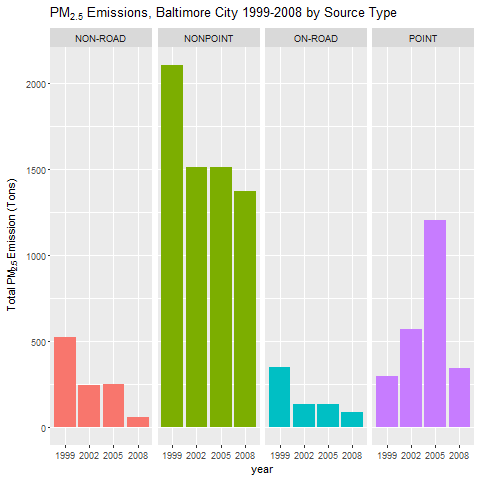 PM2.5 Emissions, Baltimore City 1999-2008 by Source Type
NON-ROAD NONPOINT ON-ROAD POINT
2000
1500
1000
500
0
Total PM2.5 Emission (Tons)
1999 2002 2005 2008 1999 2002 2005 2008 1999 2002 2005 2008 1999 2002 2005 2008
year